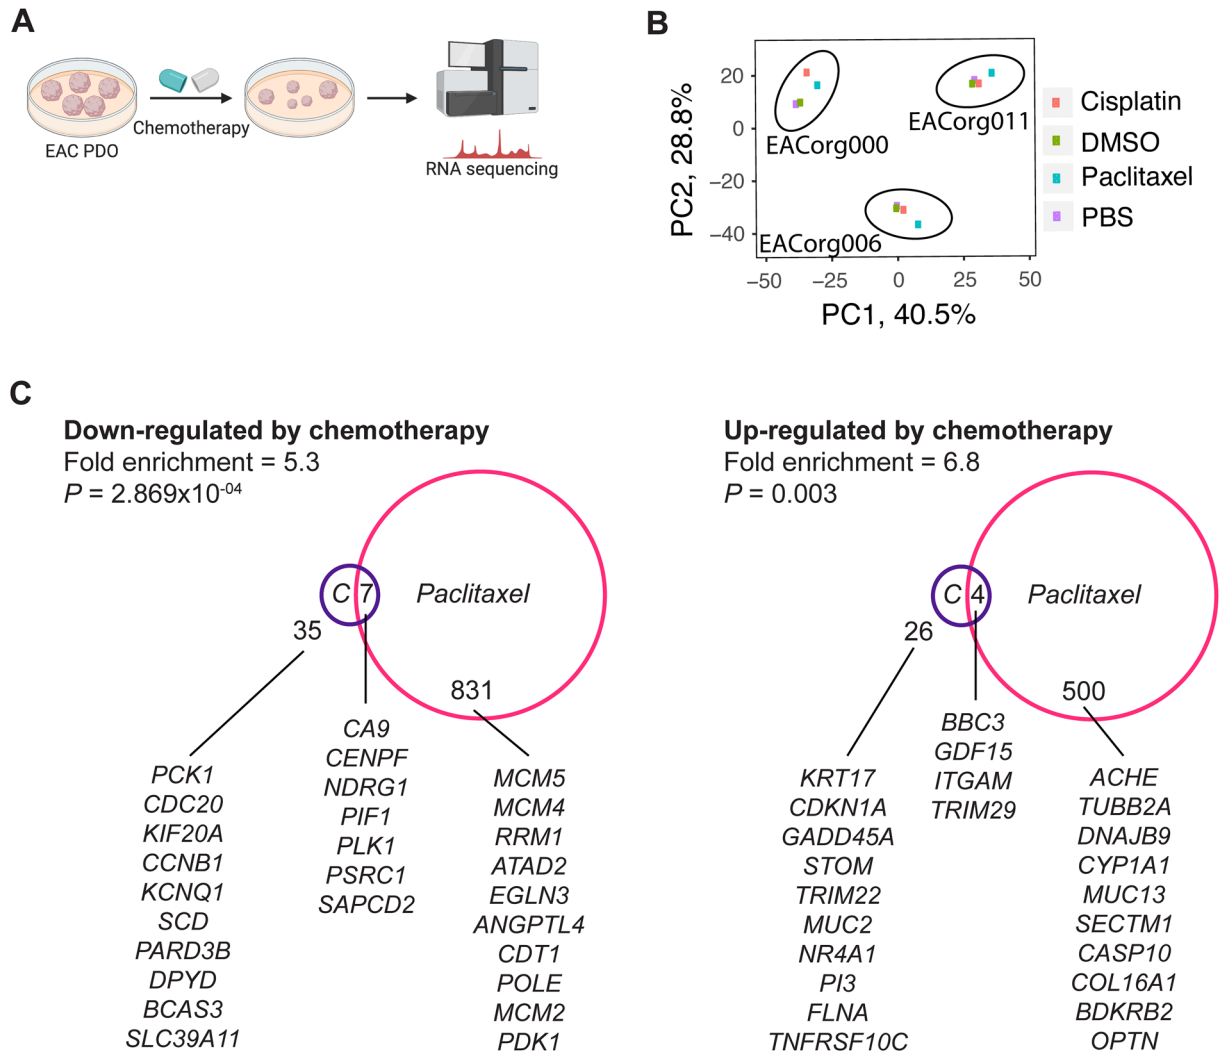 A
EAC PDO
Chemotherapy
RNA sequencing
B
PC2, 28.8%
20
0
−20
−40
EACorg000
EACorg011
EACorg006
−50
−25
0
25
50
PC1, 40.5%
Cisplatin
DMSO
Paclitaxel
PBS
C
Down-regulated by chemotherapy
Fold enrichment = 5.3
P = 2.869x10⁻⁰⁴
C 7 Paclitaxel
35
831
PCK1
CDC20
KIF20A
CCNB1
KCNQ1
SCD
PARD3B
DPYD
BCAS3
SLC39A11
CA9
CENPF
NDRG1
PIF1
PLK1
PSRC1
SAPCD2
MCM5
MCM4
RRM1
ATAD2
EGLN3
ANGPTL4
CDT1
POLE
MCM2
PDK1
Up-regulated by chemotherapy
Fold enrichment = 6.8
P = 0.003
C 4 Paclitaxel
26
500
KRT17
CDKN1A
GADD45A
STOM
TRIM22
MUC2
NR4A1
PI3
FLNA
TNFRSF10C
BBC3
GDF15
ITGAM
TRIM29
ACHE
TUBB2A
DNAJB9
CYP1A1
MUC13
SECTM1
CASP10
COL16A1
BDKRB2
OPTN